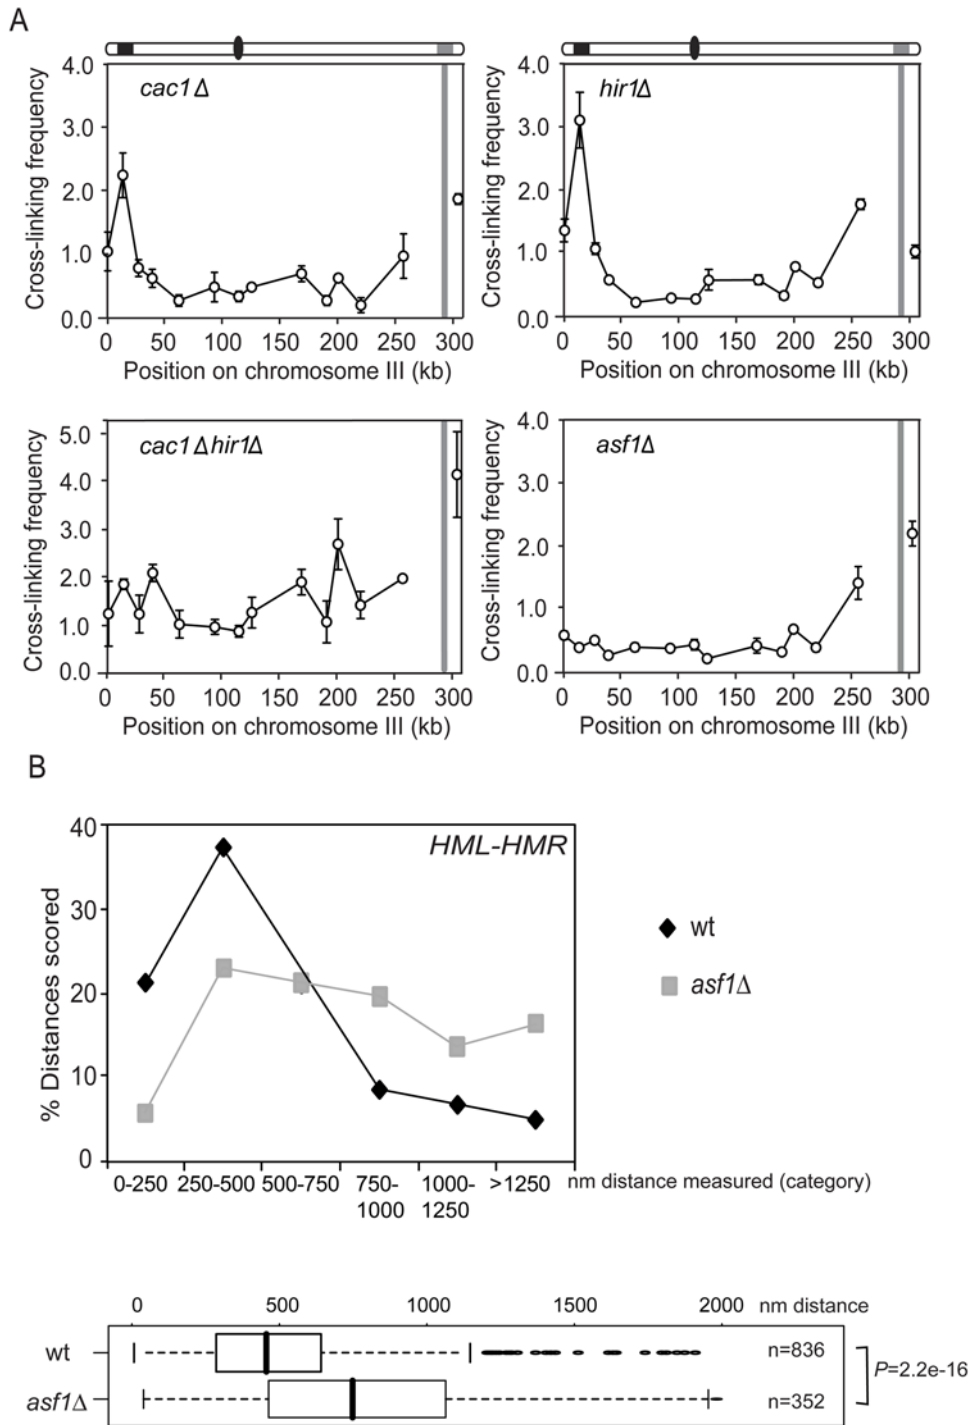 A
cac1Δ
4.0
3.0
2.0
1.0
0.0
Cross-linking frequency
0 50 100 150 200 250 300
Position on chromosome III (kb)
hir1Δ
4.0
3.0
2.0
1.0
0.0
Cross-linking frequency
0 50 100 150 200 250 300
Position on chromosome III (kb)
cac1Δhir1Δ
5.0
4.0
3.0
2.0
1.0
0.0
Cross-linking frequency
0 50 100 150 200 250 300
Position on chromosome III (kb)
asf1Δ
4.0
3.0
2.0
1.0
0.0
Cross-linking frequency
0 50 100 150 200 250 300
Position on chromosome III (kb)
B
HML-HMR
40
30
20
10
0
% Distances scored
wt
asf1Δ
0-250 250-500 500-750 750-1000 1000-1250 >1250 nm distance measured (category)
0 500 1000 1500 2000 nm distance
wt n=836
asf1Δ n=352
P=2.2e-16